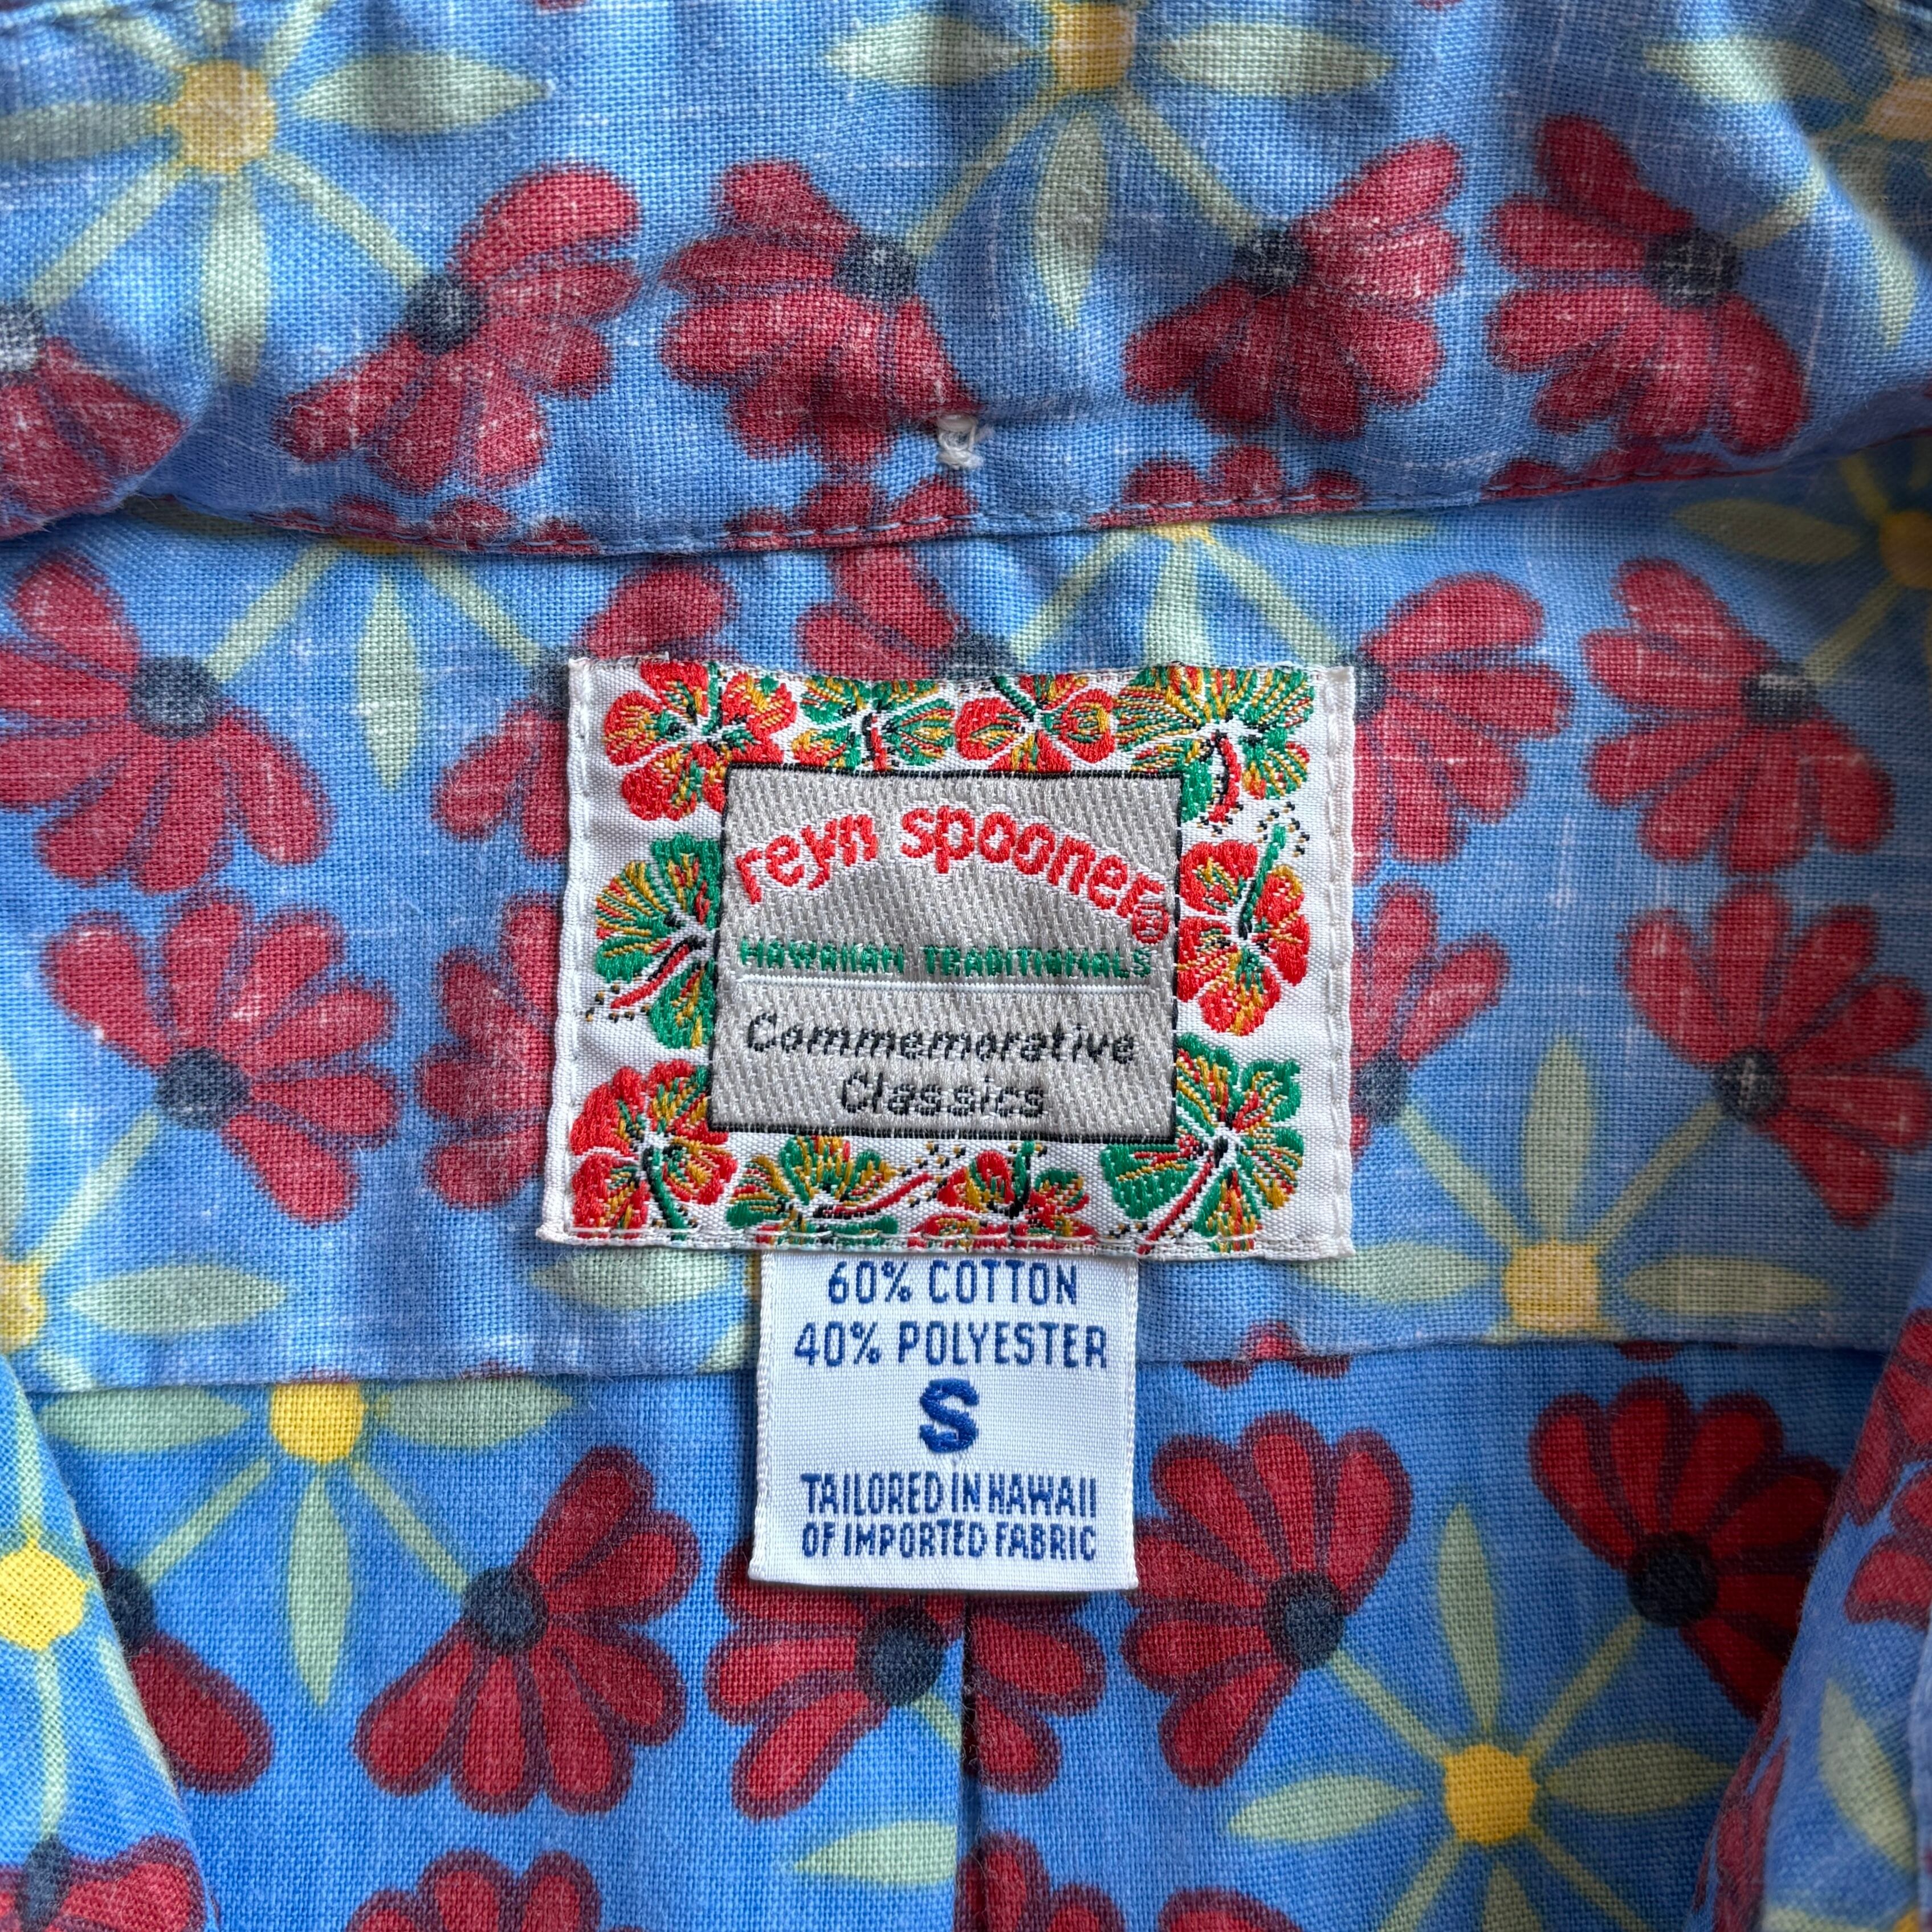 reyn spooner®
HAWAIIAN TRADITIONALS
Commemorative
Classics
60% COTTON
40% POLYESTER
S
TAILORED IN HAWAII
OF IMPORTED FABRIC